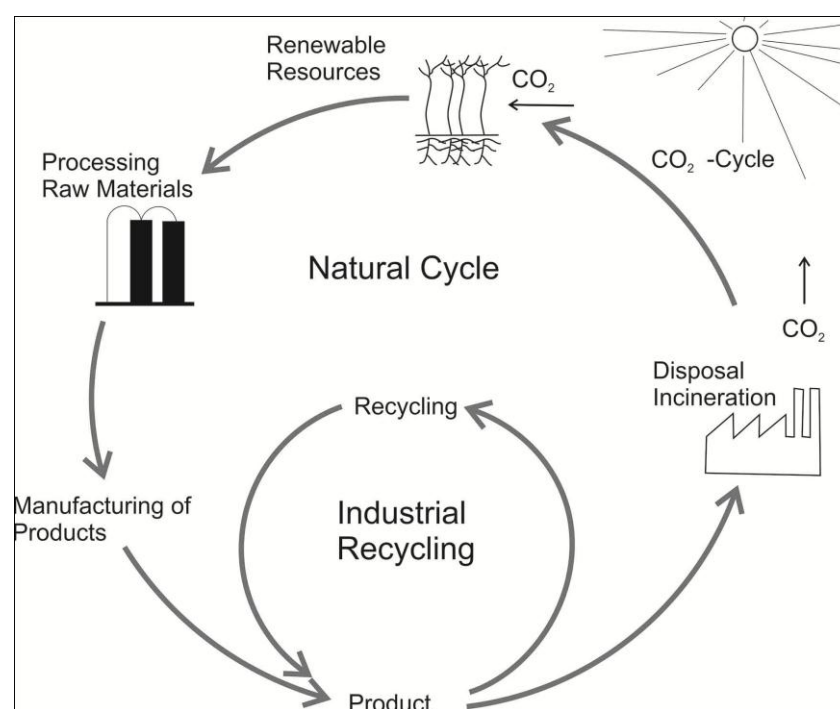 Renewable
Resources
CO₂
CO₂ -Cycle
Processing
Raw Materials
Natural Cycle
CO₂
Disposal
Incineration
Recycling
Manufacturing of
Products
Industrial
Recycling
Product